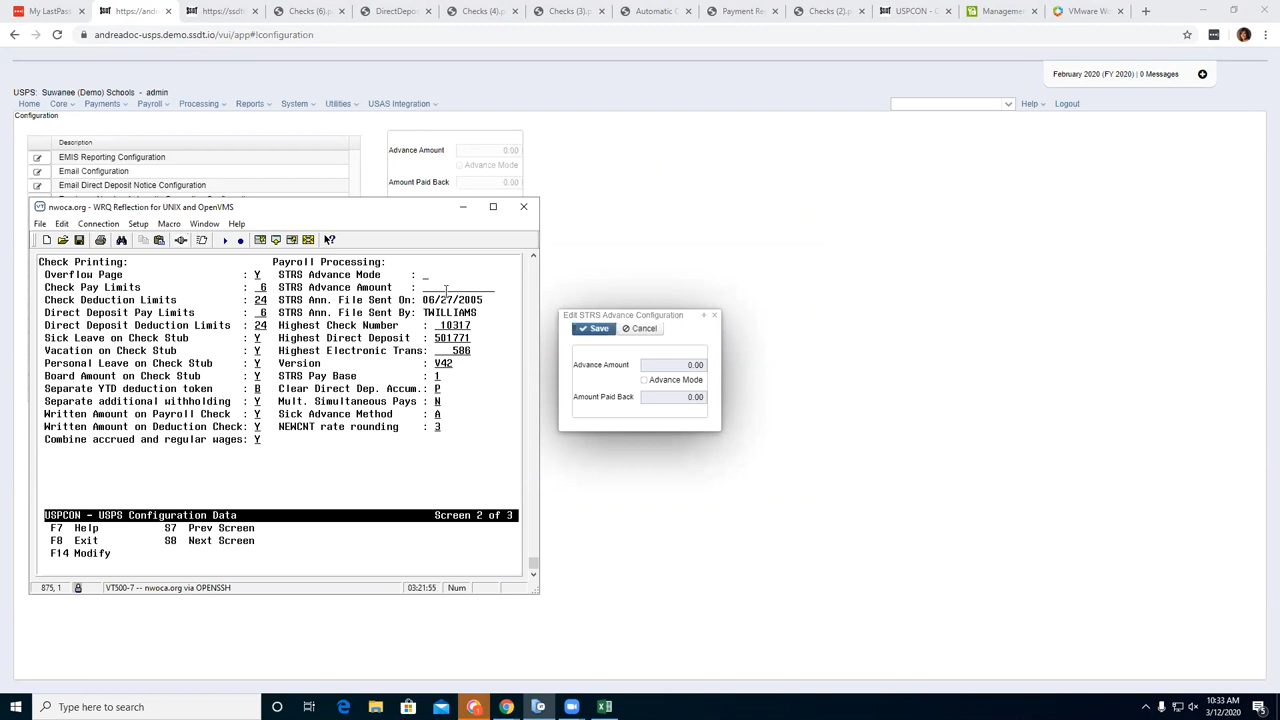 My LastPass
https://andre
https://ssdt
Checks (6).p
DirectDepos
Checks (4).p
Checks (3).p
Automatic C
Payment Re
Checks (2).p
USPCON - C
Managemen
VMware Wo
andreadoc-usps.demo.ssdt.io/vui/app#!configuration
February 2020 (FY 2020) | 0 Messages
USPS: Suwanee (Demo) Schools - admin
Home Core Payments Payroll Processing Reports System Utilities USAS Integration Help Logout
Configuration
Description
EMIS Reporting Configuration
Email Configuration
Email Direct Deposit Notice Configuration
Advance Amount 0.00
Advance Mode
Amount Paid Back 0.00
nwoca.org - WRQ Reflection for UNIX and OpenVMS
File Edit Connection Setup Macro Window Help
Check Printing: Payroll Processing:
Overflow Page : Y STRS Advance Mode : _
Check Pay Limits : 6 STRS Advance Amount :
Check Deduction Limits : 24 STRS Ann. File Sent On: 06/27/2005
Direct Deposit Pay Limits : 6 STRS Ann. File Sent By: TWILLIAMS
Direct Deposit Deduction Limits : 24 Highest Check Number : 10317
Sick Leave on Check Stub : Y Highest Direct Deposit : 501771
Vacation on Check Stub : Y Highest Electronic Trans: 586
Personal Leave on Check Stub : Y Version : V42
Board Amount on Check Stub : Y STRS Pay Base : 1
Separate YTD deduction token : B Clear Direct Dep. Accum.: P
Separate additional withholding : Y Mult. Simultaneous Pays : N
Written Amount on Payroll Check : Y Sick Advance Method : A
Written Amount on Deduction Check: Y NEWCNT rate rounding : 3
Combine accrued and regular wages: Y
USPCON - USPS Configuration Data Screen 2 of 3
F7 Help S7 Prev Screen
F8 Exit S8 Next Screen
F14 Modify
875, 1 VT500-7 -- nwoca.org via OPENSSH 03:21:55 Num
Edit STRS Advance Configuration
Save Cancel
Advance Amount 0.00
Advance Mode
Amount Paid Back 0.00
Type here to search
10:33 AM
3/12/2020